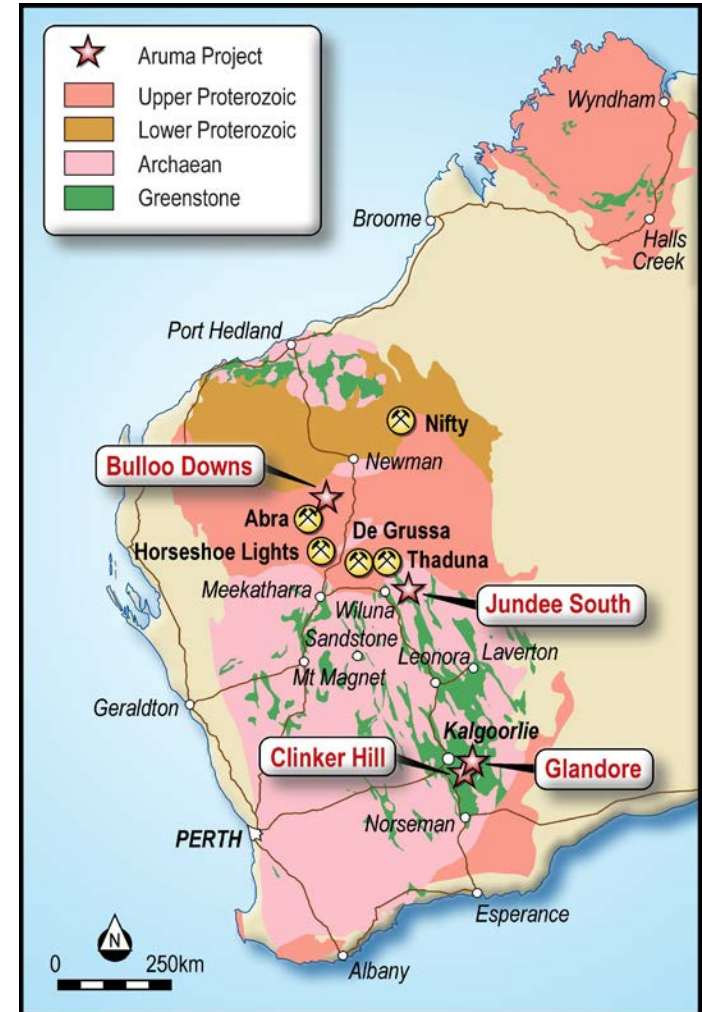 Aruma Project
Upper Proterozoic
Lower Proterozoic
Archaean
Greenstone
Wyndham
Broome
Halls
Creek
Port Hedland
Nifty
Newman
Bulloo Downs
Abra
De Grussa
Horseshoe Lights
Thaduna
Meekatharra
Wiluna
Jundee South
Sandstone
Leonora
Laverton
Mt Magnet
Geraldton
Kalgoorlie
Clinker Hill
Glandore
Norseman
PERTH
Esperance
N
0 250km
Albany